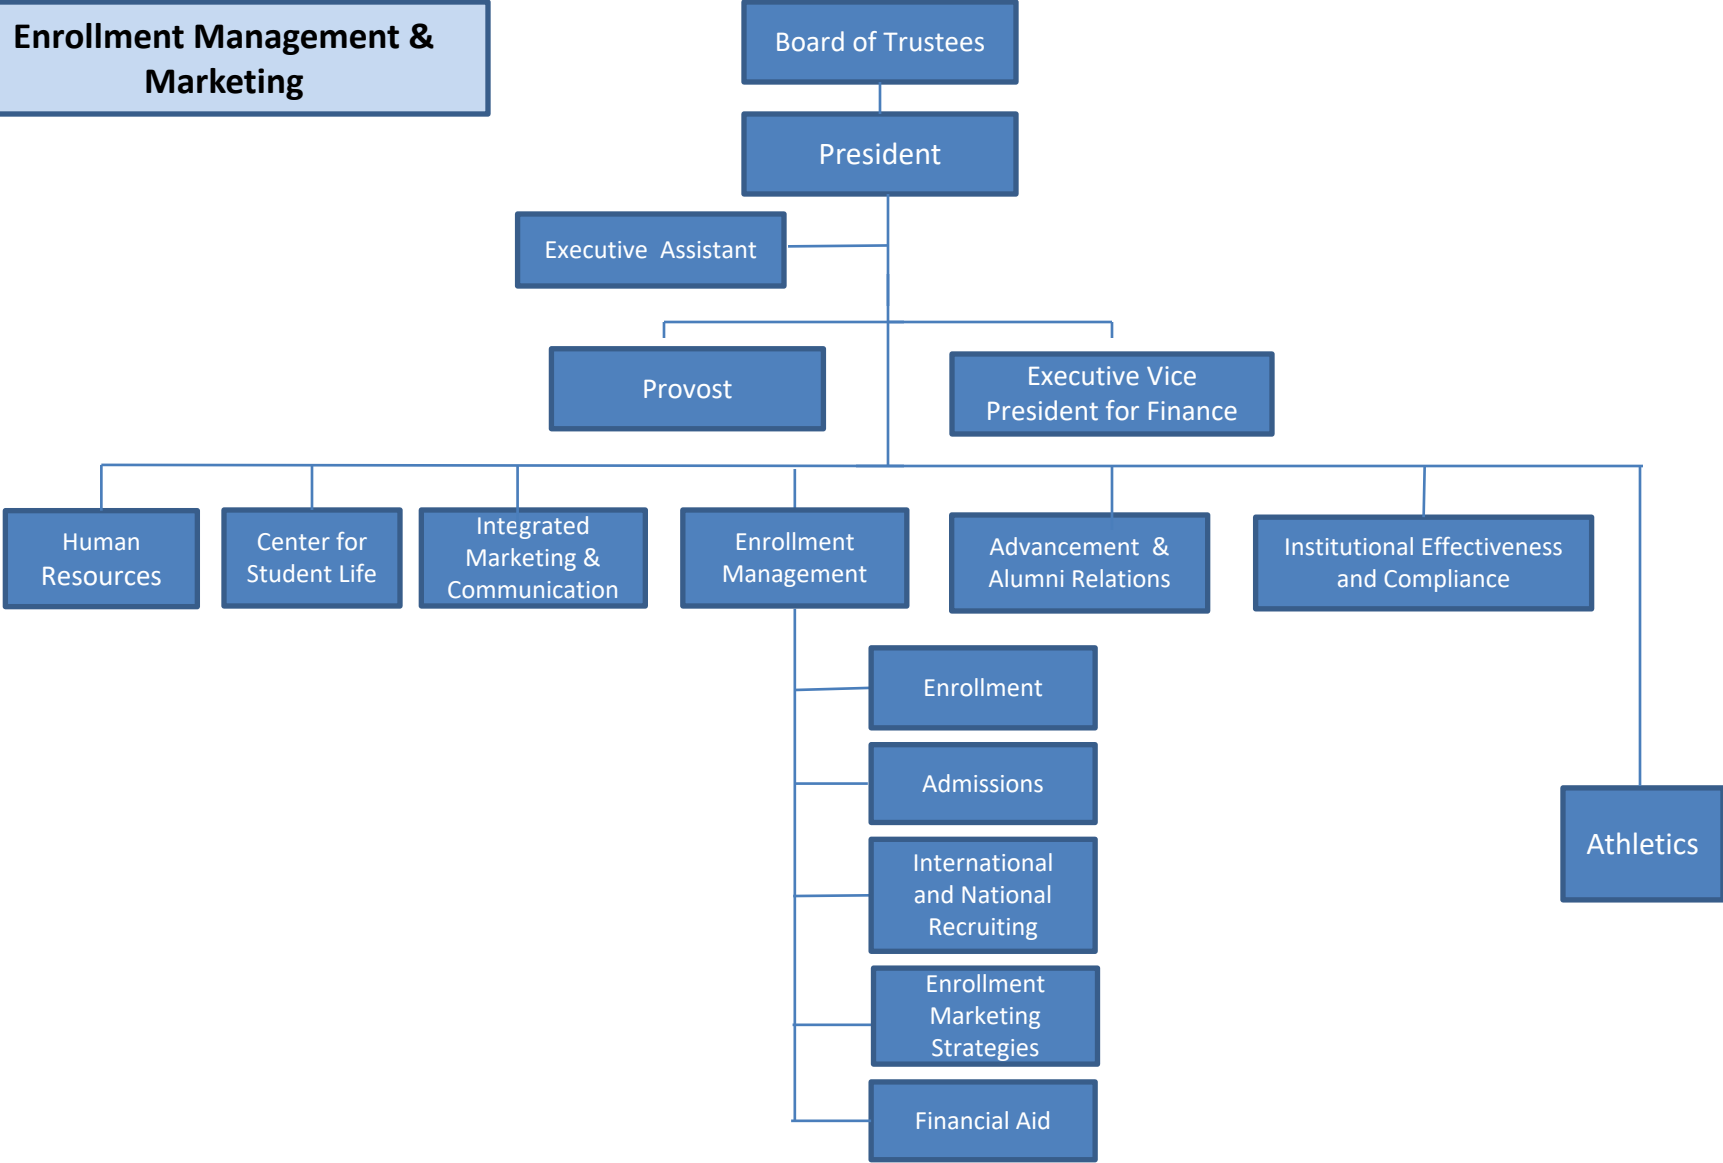 Enrollment Management &
Marketing
Board of Trustees
President
Executive  Assistant
Provost
Executive Vice
President for Finance
Human
Resources
Center for
Student Life
Integrated
Marketing &
Communication
Enrollment
Management
Advancement  &
Alumni Relations
Institutional Effectiveness
and Compliance
Enrollment
Admissions
International
and National
Recruiting
Athletics
Enrollment
Marketing
Strategies
Financial Aid